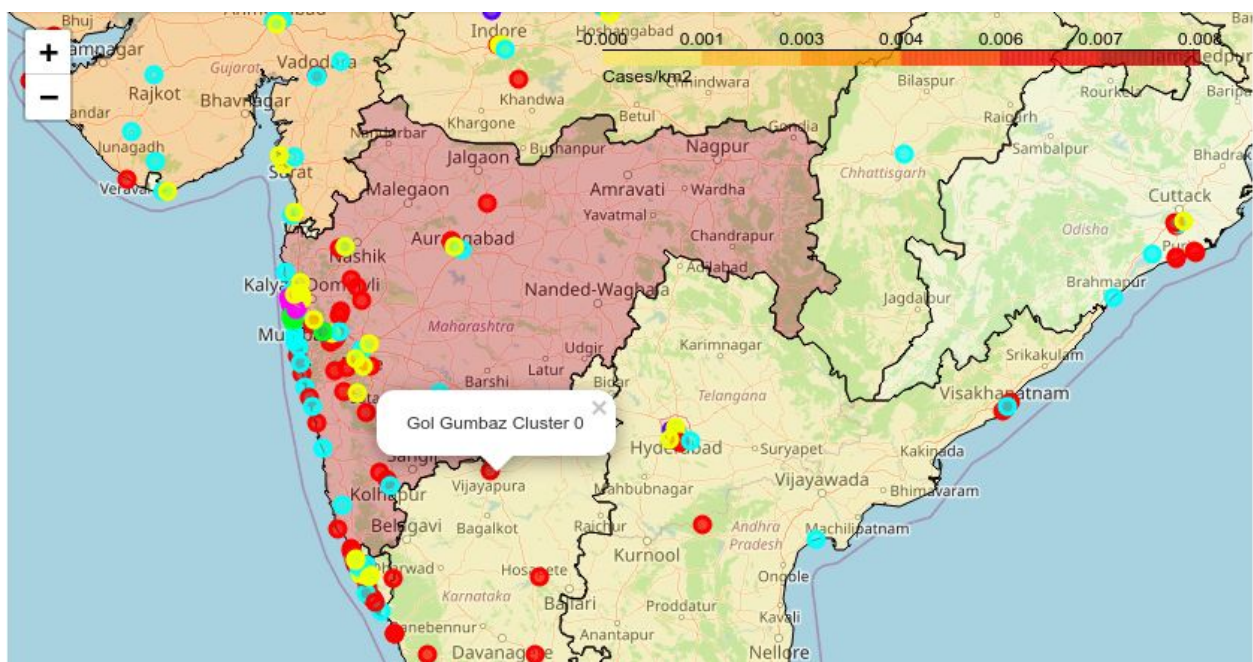 Bhuj
Ahmedabad
Indore
Hoshangabad
-0.000 0.001 0.003 0.004 0.006 0.007 0.008
+
Vadodara
Gujarat
Cases/km2
Chhindwara
Bilaspur
Rourkela
−
Rajkot
Bhavnagar
Khandwa
Betul
Raigarh
Khargone
Gondia
Nandurbar
Burhanpur
Sambalpur
Junagadh
Jalgaon
Nagpur
Surat
Chhattisgarh
Veraval
Malegaon
Amravati
Wardha
Cuttack
Yavatmal
Aurangabad
Chandrapur
Odisha
Nashik
Puri
Adilabad
Kalyan-Dombivli
Nanded-Waghala
Jagdalpur
Brahmapur
Maharashtra
Mumbai
Karimnagar
Udgir
Srikakulam
Latur
Barshi
Bidar
Visakhapatnam
Telangana
Gol Gumbaz Cluster 0
×
Hyderabad
Suryapet
Kakinada
Sangli
Vijayapura
Mahbubnagar
Vijayawada
Bhimavaram
Kolhapur
Belagavi
Bagalkot
Raichur
Andhra
Pradesh
Machilipatnam
Kurnool
Dharwad
Hosapete
Ongole
Karnataka
Ballari
Proddatur
Kavali
Ranebennur
Anantapur
Davanagere
Nellore